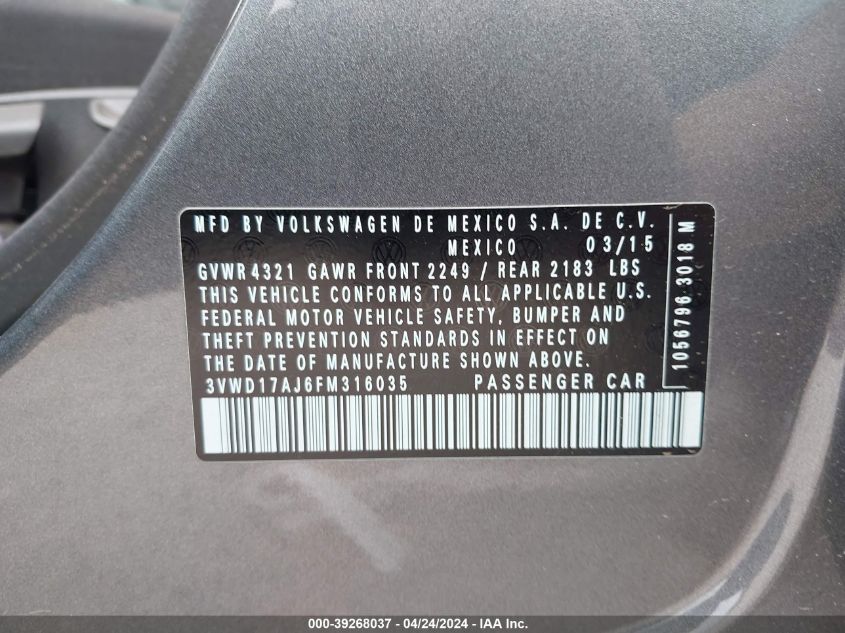 MFD BY VOLKSWAGEN DE MEXICO S.A. DE C.V.
MEXICO 03/15
GVWR 4321 GAWR FRONT 2249 / REAR 2183 LBS
THIS VEHICLE CONFORMS TO ALL APPLICABLE U.S.
FEDERAL MOTOR VEHICLE SAFETY, BUMPER AND
THEFT PREVENTION STANDARDS IN EFFECT ON
THE DATE OF MANUFACTURE SHOWN ABOVE.
3VWD17AJ6FM316035 PASSENGER CAR
1056796 3018 M
000-39268037 - 04/24/2024 - IAAI.com